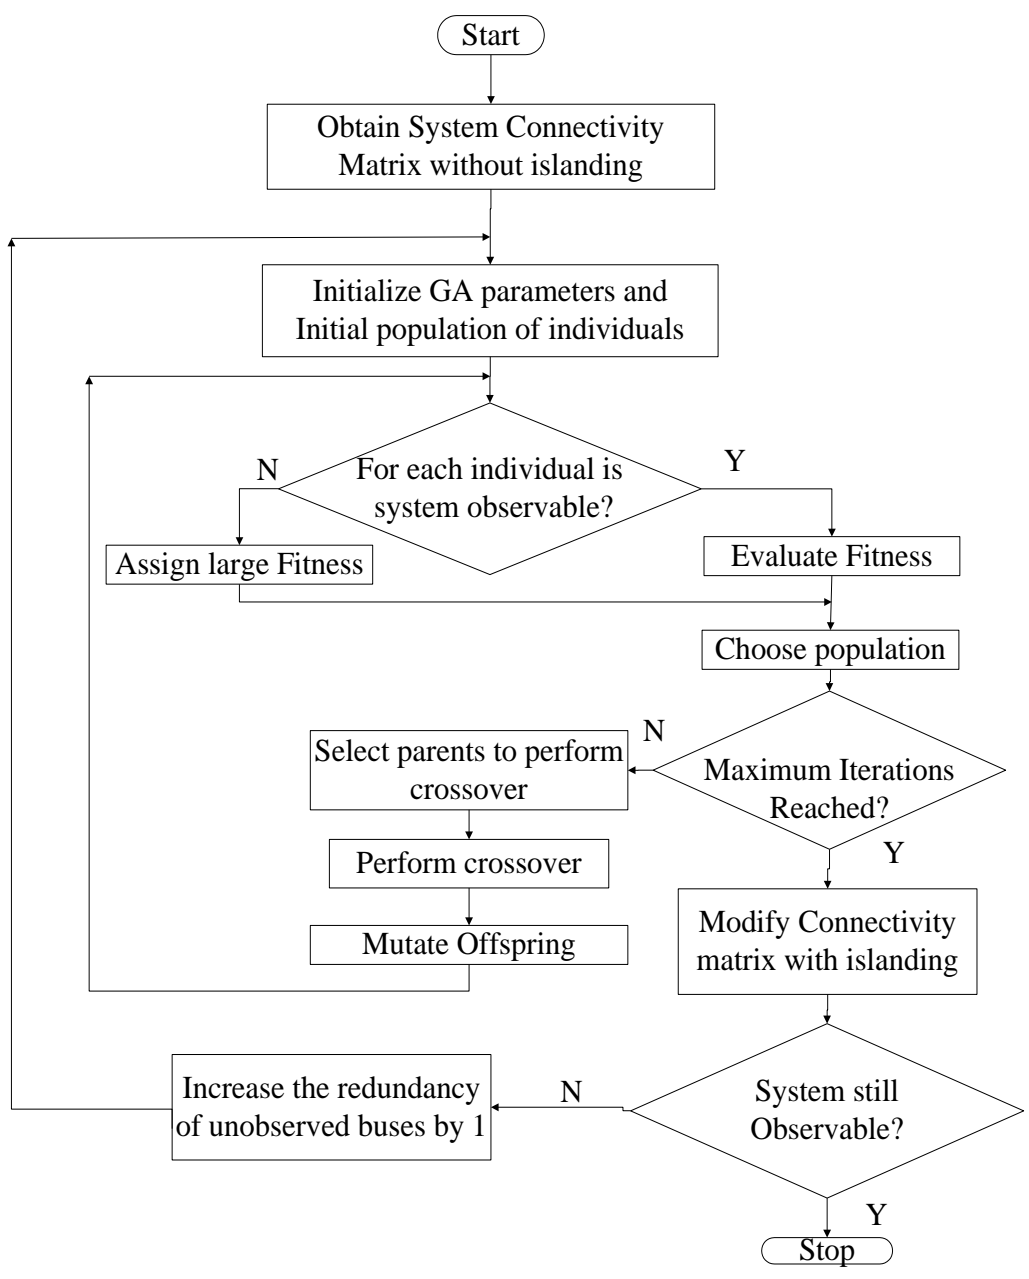 Start
Obtain System Connectivity
Matrix without islanding
Initialize GA parameters and
Initial population of individuals
N
Y
For each individual is
system observable?
Assign large Fitness
Evaluate Fitness
Choose population
N
Select parents to perform
crossover
Maximum Iterations
Reached?
Y
Perform crossover
Mutate Offspring
Modify Connectivity
matrix with islanding
Increase the redundancy
of unobserved buses by 1
N
System still
Observable?
Y
Stop